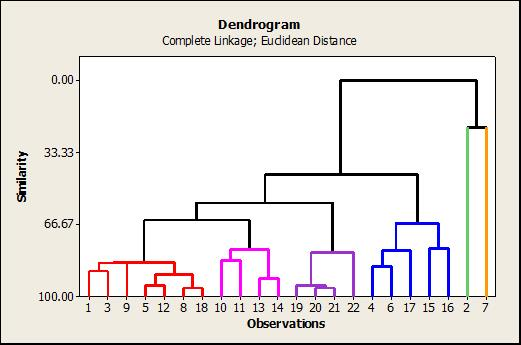 Dendrogram
Complete Linkage; Euclidean Distance
0.00
33.33
66.67
100.00
Similarity
1 3 9 5 12 8 18 10 11 13 14 19 20 21 22 4 6 17 15 16 2 7
Observations